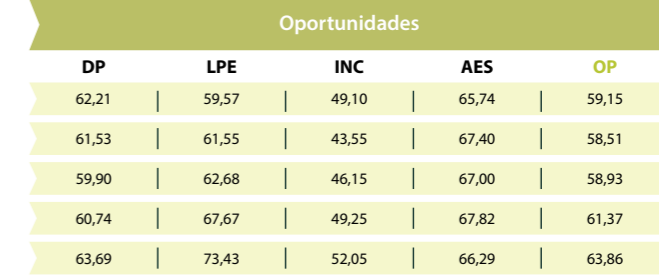 Oportunidades
DP LPE INC AES OP
62,21 | 59,57 | 49,10 | 65,74 | 59,15
61,53 | 61,55 | 43,55 | 67,40 | 58,51
59,90 | 62,68 | 46,15 | 67,00 | 58,93
60,74 | 67,67 | 49,25 | 67,82 | 61,37
63,69 | 73,43 | 52,05 | 66,29 | 63,86